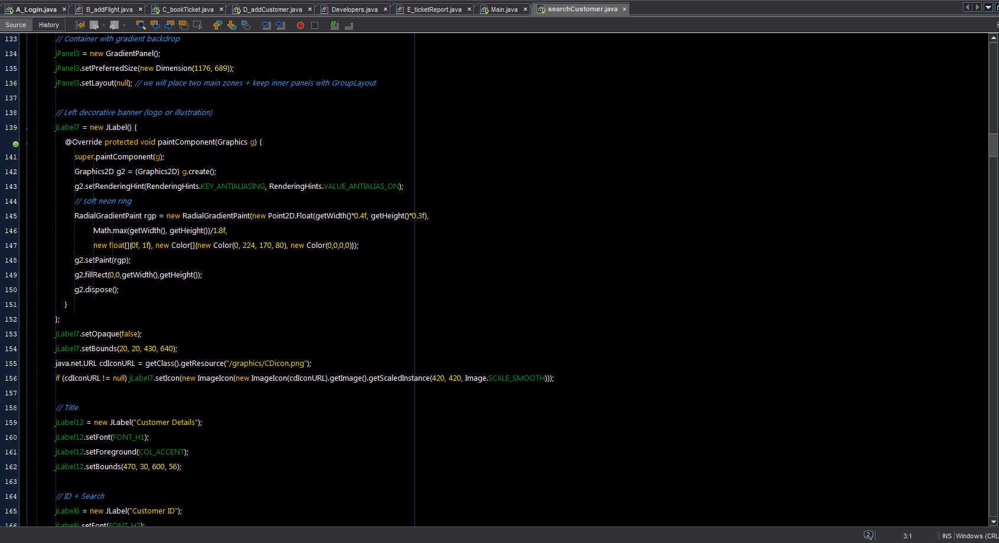 A_Login.java × B_addFlight.java × C_bookTicket.java × D_addCustomer.java × Developers.java × E_ticketReport.java × Main.java × searchCustomer.java ×
Source History
133 // Container with gradient backdrop
134 jPanel3 = new GradientPanel();
135 jPanel3.setPreferredSize(new Dimension(1176, 689));
136 jPanel3.setLayout(null); // we will place two main zones + keep inner panels with GroupLayout
137
138 // Left decorative banner (logo or illustration)
139 jLabel7 = new JLabel() {
@Override protected void paintComponent(Graphics g) {
141 super.paintComponent(g);
142 Graphics2D g2 = (Graphics2D) g.create();
143 g2.setRenderingHint(RenderingHints.KEY_ANTIALIASING, RenderingHints.VALUE_ANTIALIAS_ON);
144 // soft neon ring
145 RadialGradientPaint rgp = new RadialGradientPaint(new Point2D.Float(getWidth()*0.4f, getHeight()*0.3f),
146 Math.max(getWidth(), getHeight())/1.8f,
147 new float[]{0f, 1f}, new Color[]{new Color(0, 224, 170, 80), new Color(0,0,0,0)});
148 g2.setPaint(rgp);
149 g2.fillRect(0,0,getWidth(),getHeight());
150 g2.dispose();
151 }
152 };
153 jLabel7.setOpaque(false);
154 jLabel7.setBounds(20, 20, 430, 640);
155 java.net.URL cdIconURL = getClass().getResource("/graphics/CDicon.png");
156 if (cdIconURL != null) jLabel7.setIcon(new ImageIcon(new ImageIcon(cdIconURL).getImage().getScaledInstance(420, 420, Image.SCALE_SMOOTH)));
157
158 // Title
159 jLabel12 = new JLabel("Customer Details");
160 jLabel12.setFont(FONT_H1);
161 jLabel12.setForeground(COL_ACCENT);
162 jLabel12.setBounds(470, 30, 600, 56);
163
164 // ID + Search
165 jLabel6 = new JLabel("Customer ID");
166 jLabel6.setFont(FONT_H2);
2 3:1 INS Windows (CRL